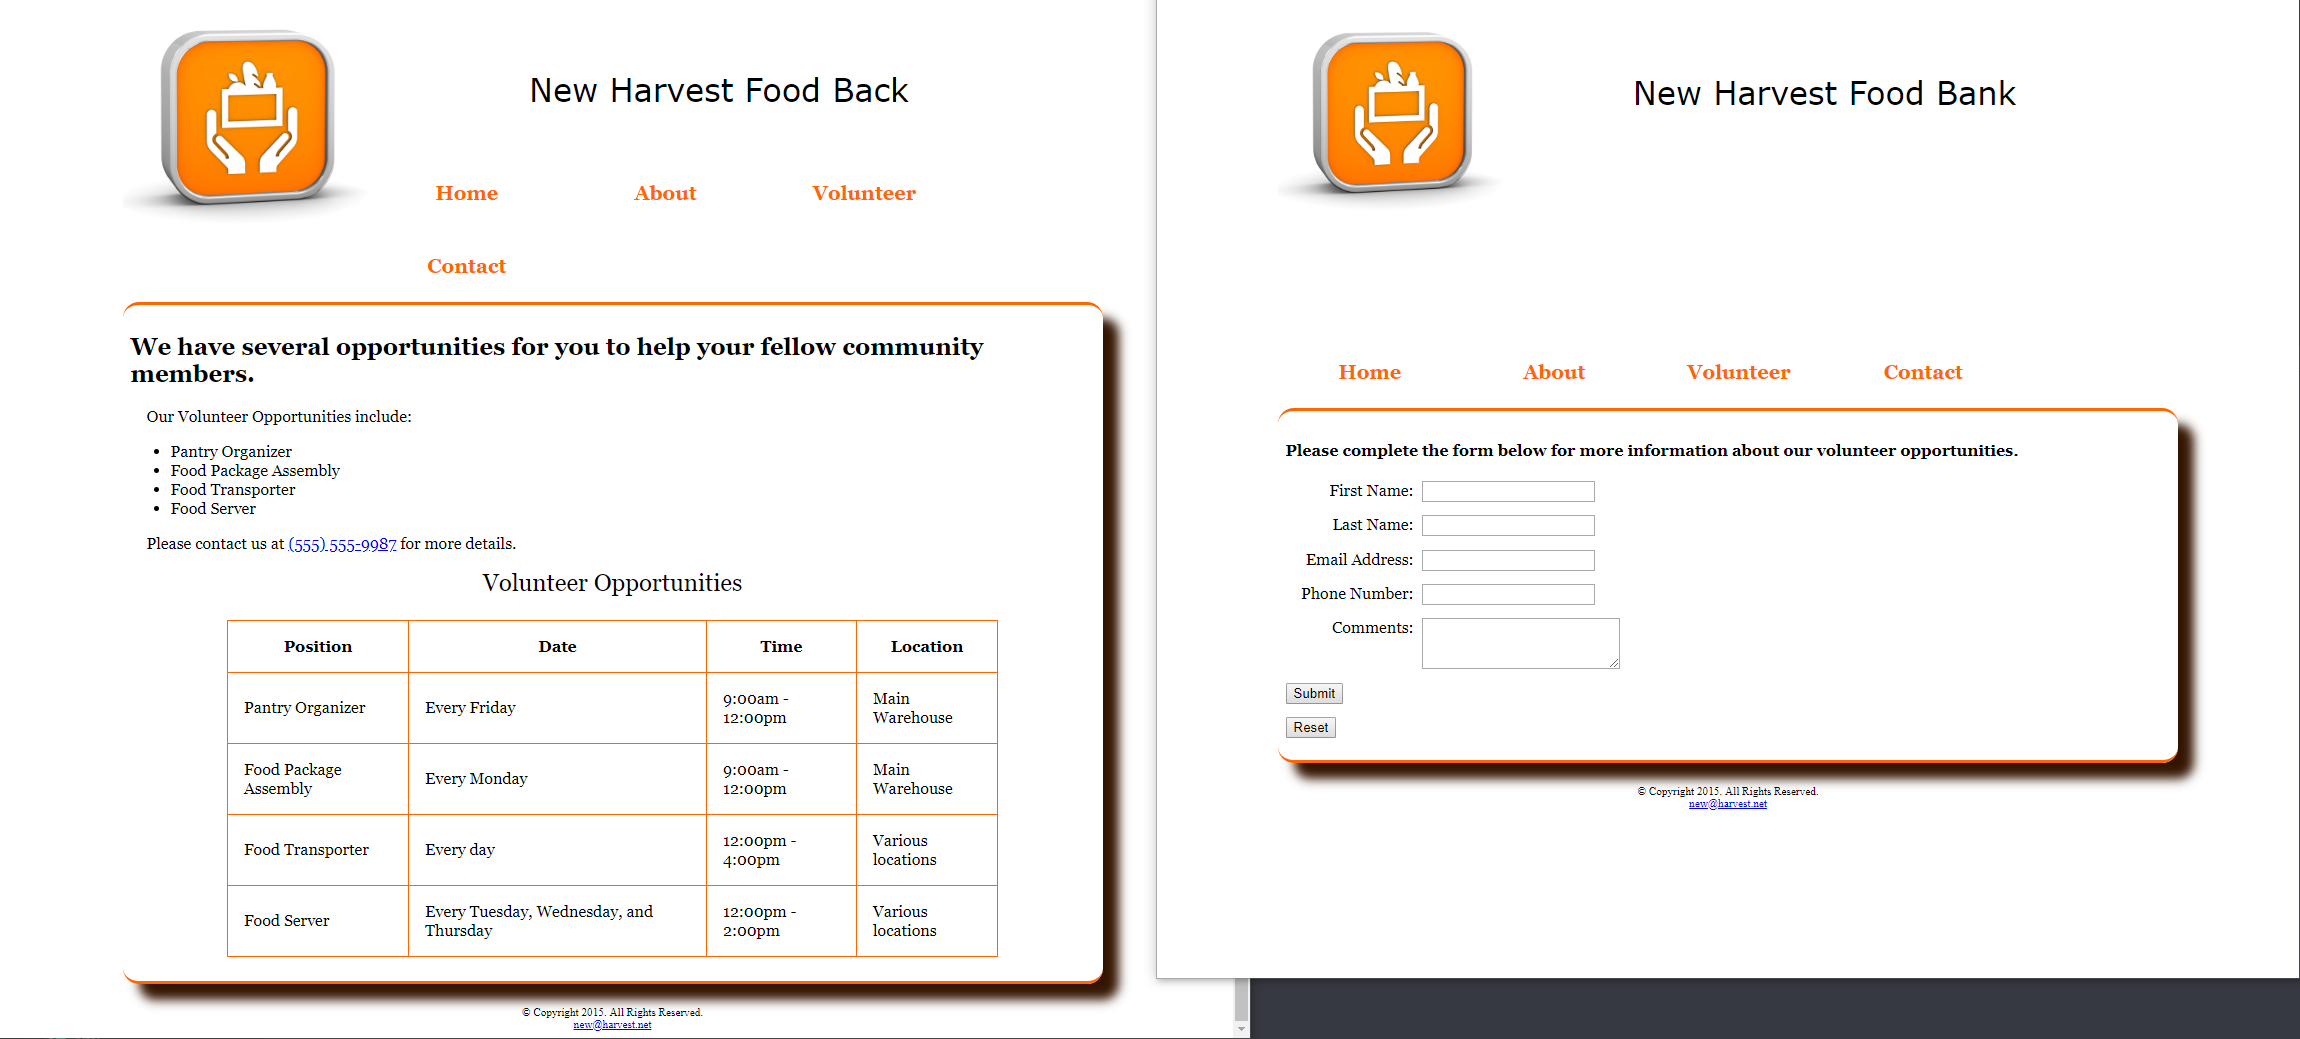 New Harvest Food Back
Home About Volunteer
Contact
We have several opportunities for you to help your fellow community
members.
Our Volunteer Opportunities include:
• Pantry Organizer
• Food Package Assembly
• Food Transporter
• Food Server
Please contact us at (555) 555-9987 for more details.
Volunteer Opportunities
Position Date Time Location
Pantry Organizer Every Friday 9:00am - 12:00pm Main Warehouse
Food Package Assembly Every Monday 9:00am - 12:00pm Main Warehouse
Food Transporter Every day 12:00pm - 4:00pm Various locations
Food Server Every Tuesday, Wednesday, and Thursday 12:00pm - 2:00pm Various locations
© Copyright 2015. All Rights Reserved.
new@harvest.net
New Harvest Food Bank
Home About Volunteer Contact
Please complete the form below for more information about our volunteer opportunities.
First Name:
Last Name:
Email Address:
Phone Number:
Comments:
Submit
Reset
© Copyright 2015. All Rights Reserved.
new@harvest.net